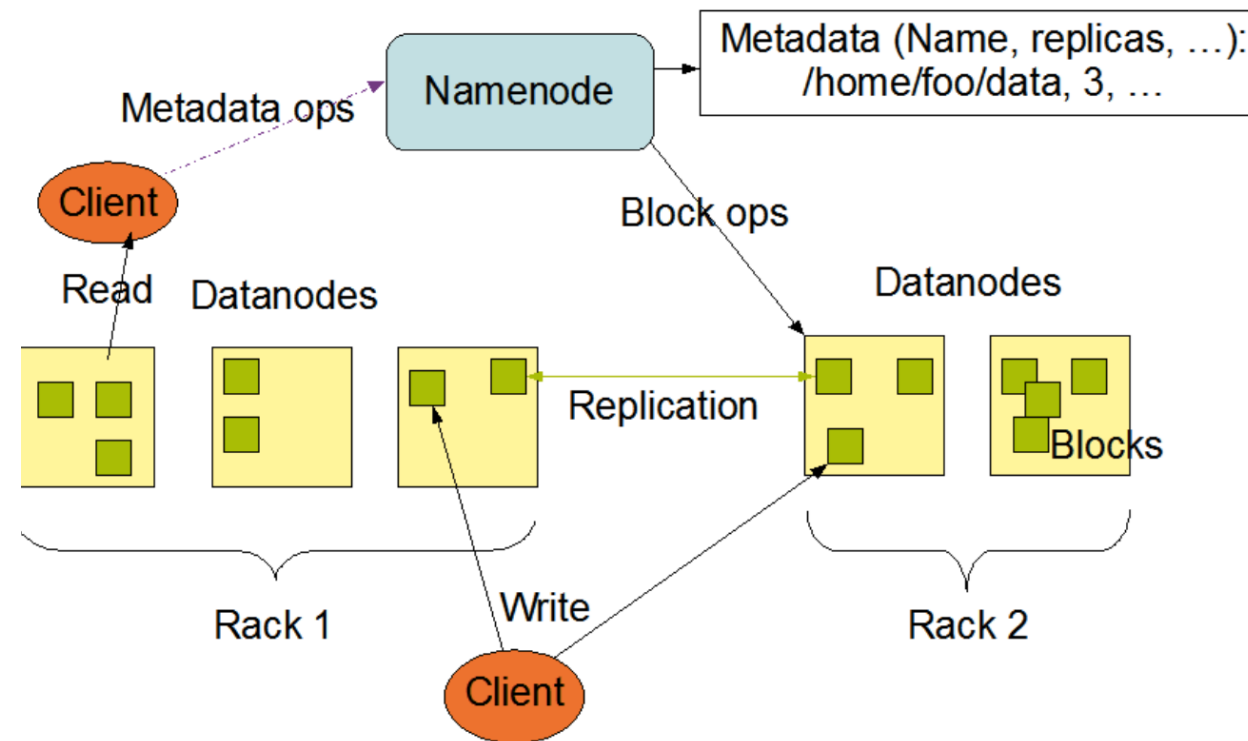 Metadata (Name, replicas, …):
/home/foo/data, 3, …
Namenode
Metadata ops
Client
Block ops
Read
Datanodes
Datanodes
Replication
Blocks
Rack 1
Write
Rack 2
Client